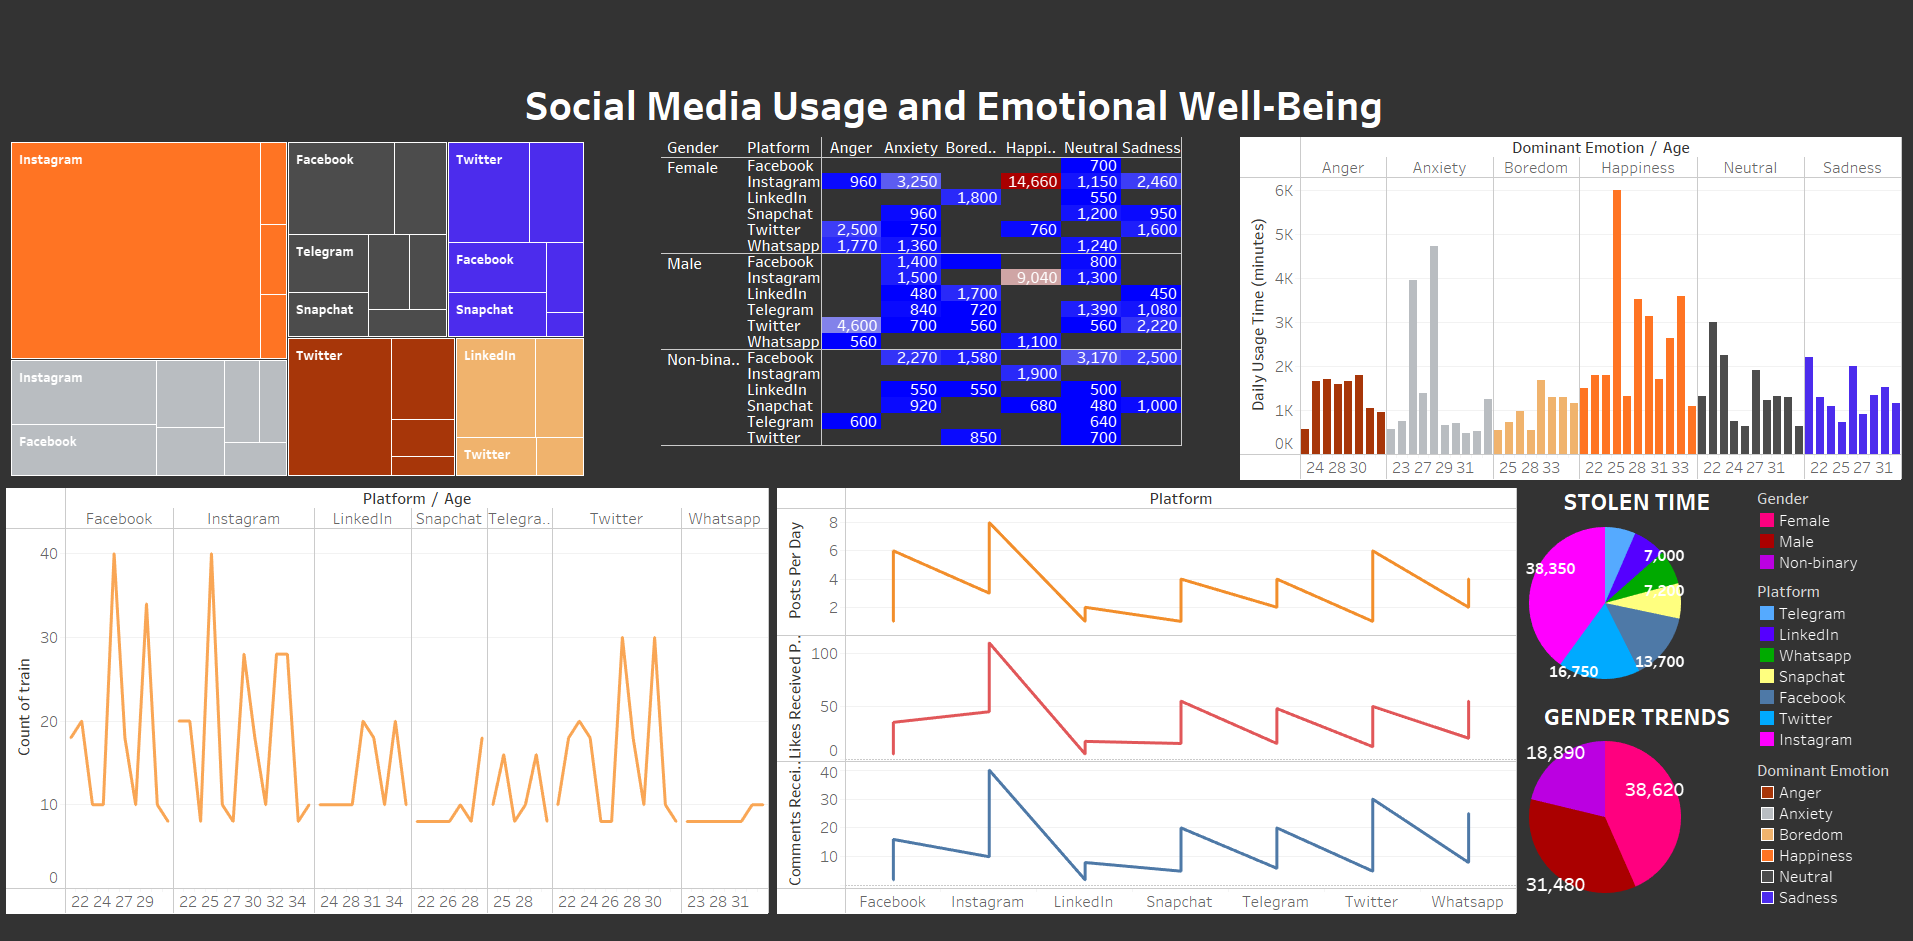 Social Media Usage and Emotional Well-Being
Instagram
Facebook
Twitter
Telegram
Snapchat
Facebook
Snapchat
Instagram
Facebook
Twitter
LinkedIn
Twitter
Gender Platform Anger Anxiety Bored.. Happi.. Neutral Sadness
Female Facebook 700
Instagram 960 3,250 14,660 1,150 2,460
LinkedIn 1,800 550
Snapchat 960 1,200 950
Twitter 2,500 750 760 1,600
Whatsapp 1,770 1,360 1,240
Male Facebook 1,400 800
Instagram 1,500 9,040 1,300
LinkedIn 480 1,700 450
Telegram 840 720 1,390 1,080
Twitter 4,600 700 560 560 2,220
Whatsapp 560 1,100
Non-bina.. Facebook 2,270 1,580 3,170 2,500
Instagram 1,900
LinkedIn 550 550 500
Snapchat 920 680 480 1,000
Telegram 600 640
Twitter 850 700
Dominant Emotion / Age
Anger Anxiety Boredom Happiness Neutral Sadness
Daily Usage Time (minutes)
6K
5K
4K
3K
2K
1K
0K
24 28 30 23 27 29 31 25 28 33 22 25 28 31 33 22 24 27 31 22 25 27 31
Platform / Age
Facebook Instagram LinkedIn Snapchat Telegra.. Twitter Whatsapp
Count of train
40
30
20
10
0
22 24 27 29 22 25 27 30 32 34 24 28 31 34 22 26 28 25 28 22 24 26 28 30 23 28 31
Platform
Posts Per Day
8
6
4
2
Likes Received P..
100
50
0
Comments Recei..
40
30
20
10
Facebook Instagram LinkedIn Snapchat Telegram Twitter Whatsapp
STOLEN TIME
7,000
38,350
7,200
13,700
16,750
GENDER TRENDS
18,890
38,620
31,480
Gender
Female
Male
Non-binary
Platform
Telegram
LinkedIn
Whatsapp
Snapchat
Facebook
Twitter
Instagram
Dominant Emotion
Anger
Anxiety
Boredom
Happiness
Neutral
Sadness